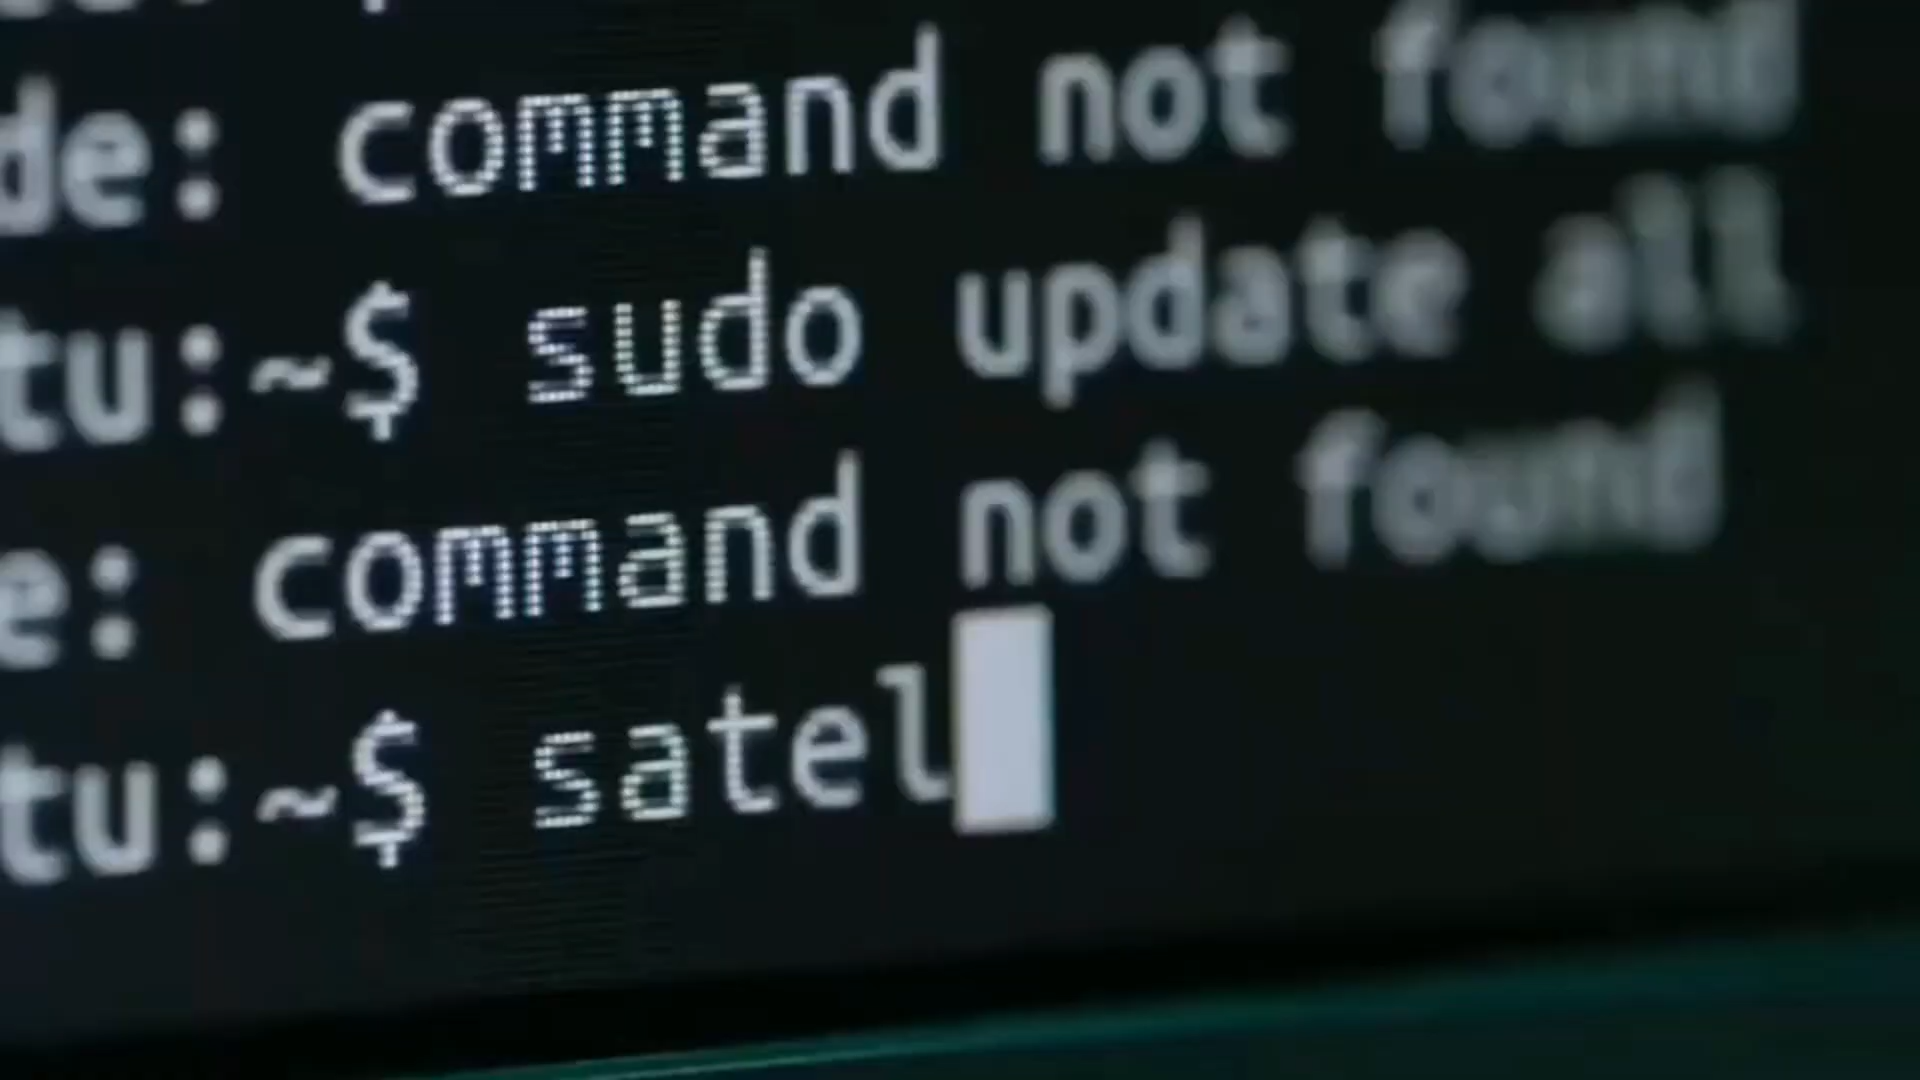 de: command not found
tu:~$ sudo update all
e: command not found
tu:~$ satel